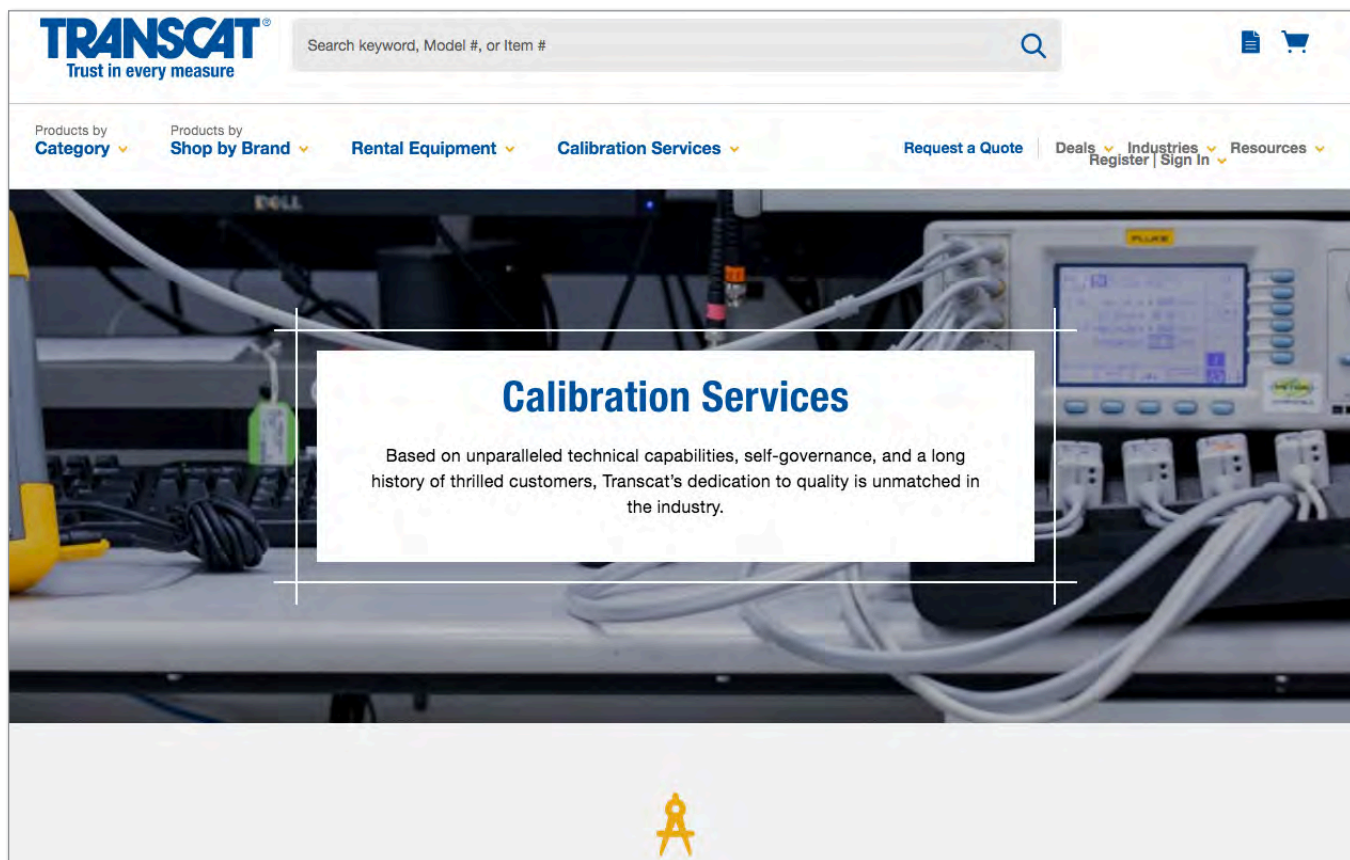 TRANSCAT®
Trust in every measure
Search keyword, Model #, or Item #
Products by
Category
Products by
Shop by Brand
Rental Equipment
Calibration Services
Request a Quote
Deals
Industries
Resources
Register | Sign In
DELL
FLUKE
Calibration Services
Based on unparalleled technical capabilities, self-governance, and a long
history of thrilled customers, Transcat’s dedication to quality is unmatched in
the industry.